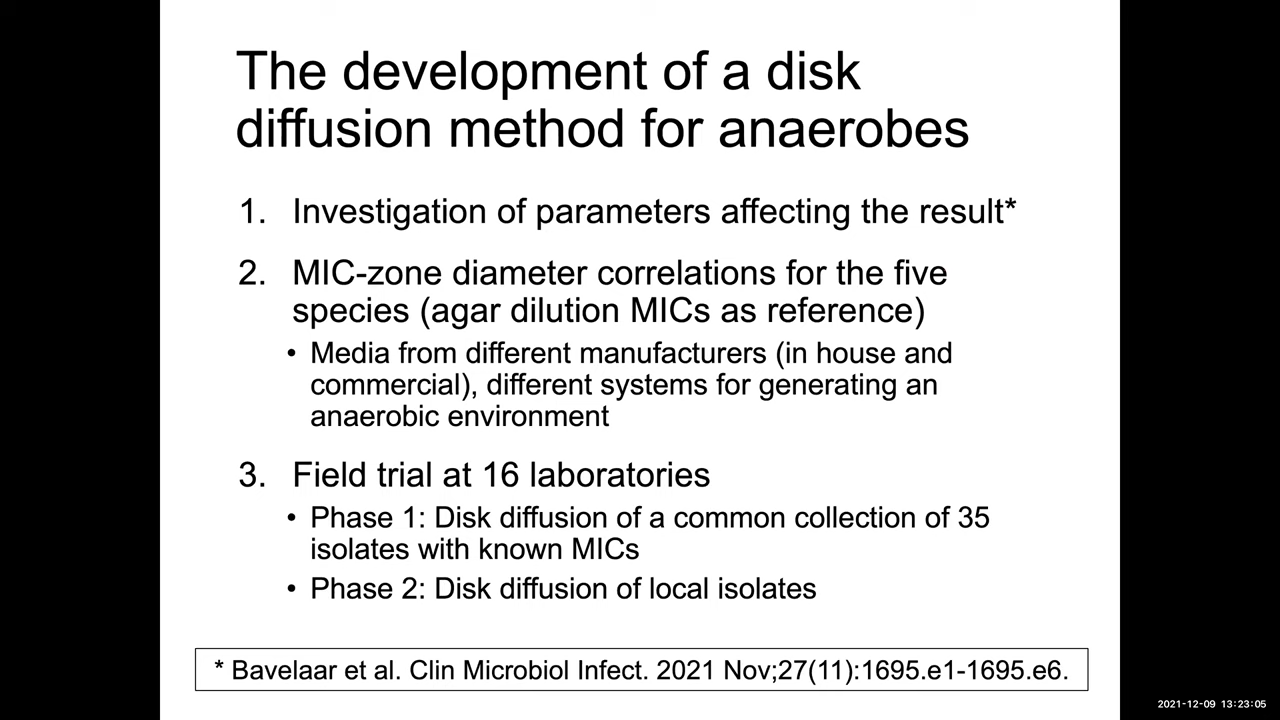 The development of a disk
diffusion method for anaerobes
1. Investigation of parameters affecting the result*
2. MIC-zone diameter correlations for the five
species (agar dilution MICs as reference)
• Media from different manufacturers (in house and
commercial), different systems for generating an
anaerobic environment
3. Field trial at 16 laboratories
• Phase 1: Disk diffusion of a common collection of 35
isolates with known MICs
• Phase 2: Disk diffusion of local isolates
* Bavelaar et al. Clin Microbiol Infect. 2021 Nov;27(11):1695.e1-1695.e6.
2021-12-09 13:23:05